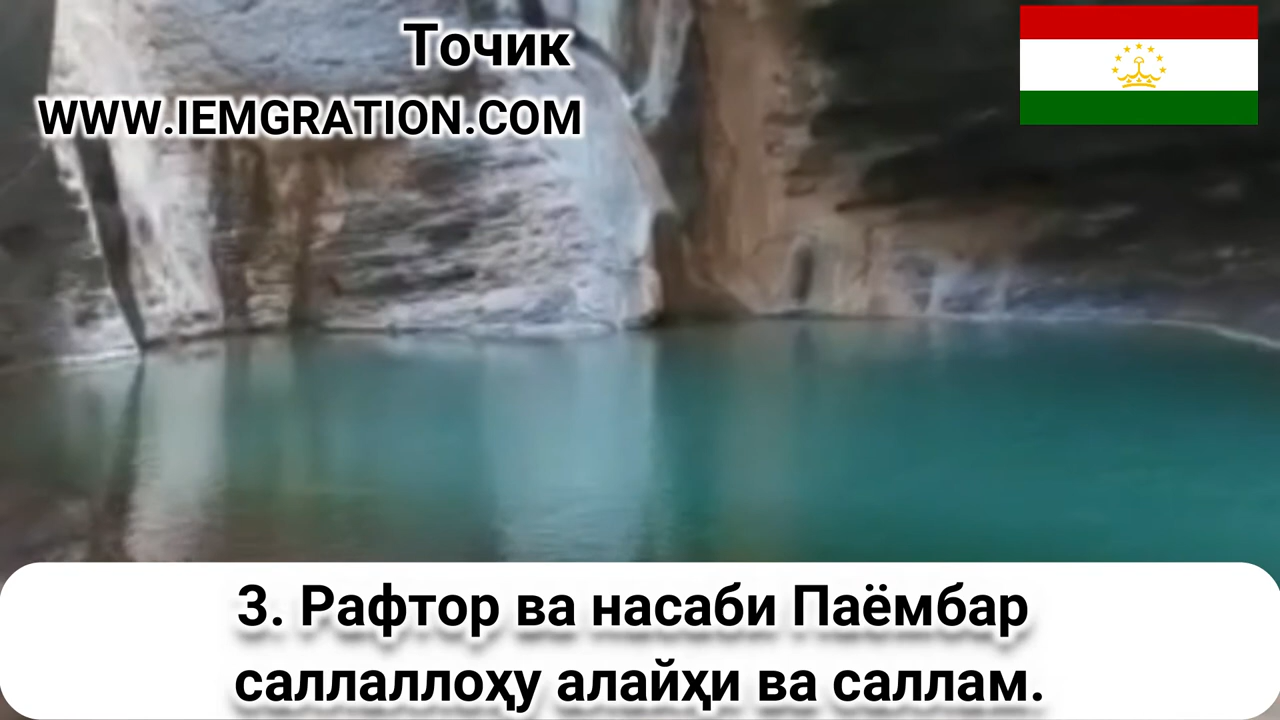 Точик
WWW.IEMGRATION.COM
3. Рафтор ва насаби Паёмбар
саллаллоҳу алайҳи ва саллам.